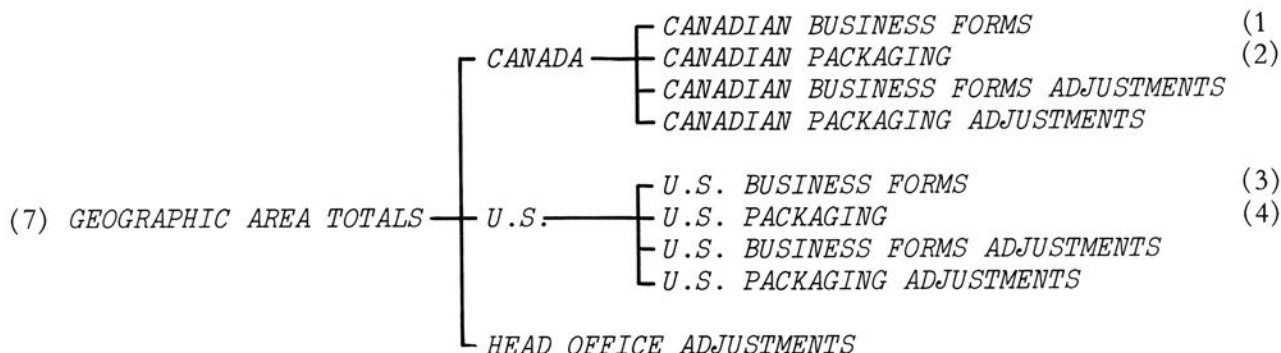 CANADIAN BUSINESS FORMS (1
CANADA CANADIAN PACKAGING (2)
CANADIAN BUSINESS FORMS ADJUSTMENTS
CANADIAN PACKAGING ADJUSTMENTS
U.S. BUSINESS FORMS (3)
(7) GEOGRAPHIC AREA TOTALS U.S. U.S. PACKAGING (4)
U.S. BUSINESS FORMS ADJUSTMENTS
U.S. PACKAGING ADJUSTMENTS
HEAD OFFICE ADJUSTMENTS